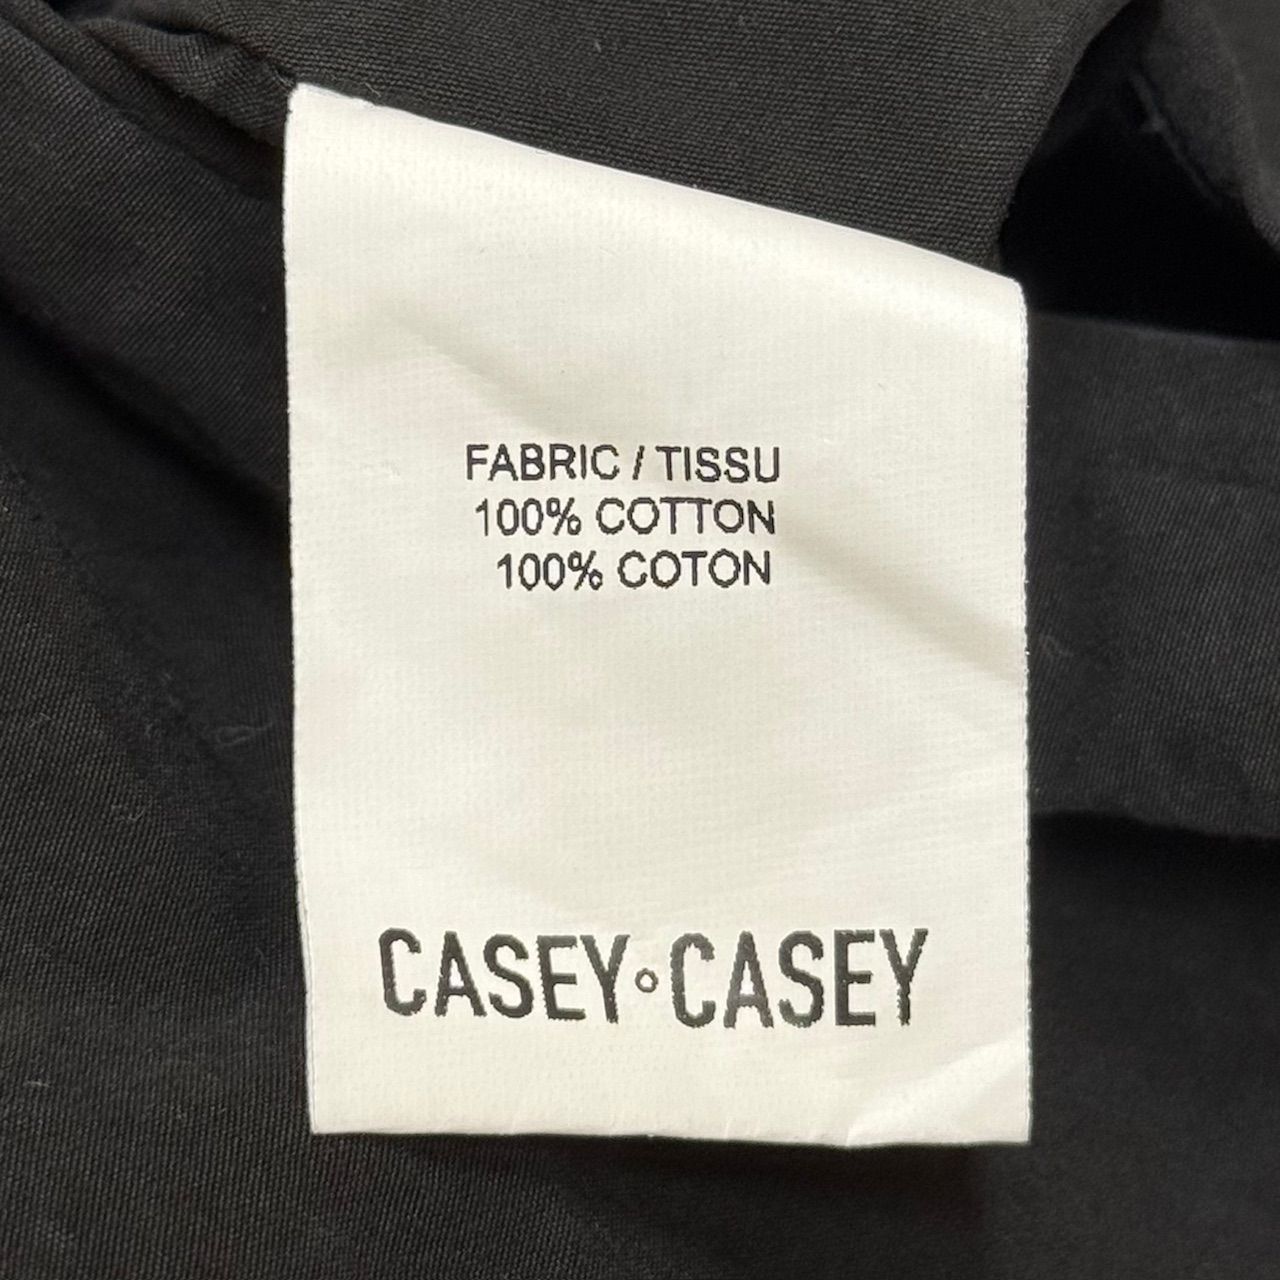 FABRIC / TISSU
100% COTTON
100% COTON
CASEY°CASEY